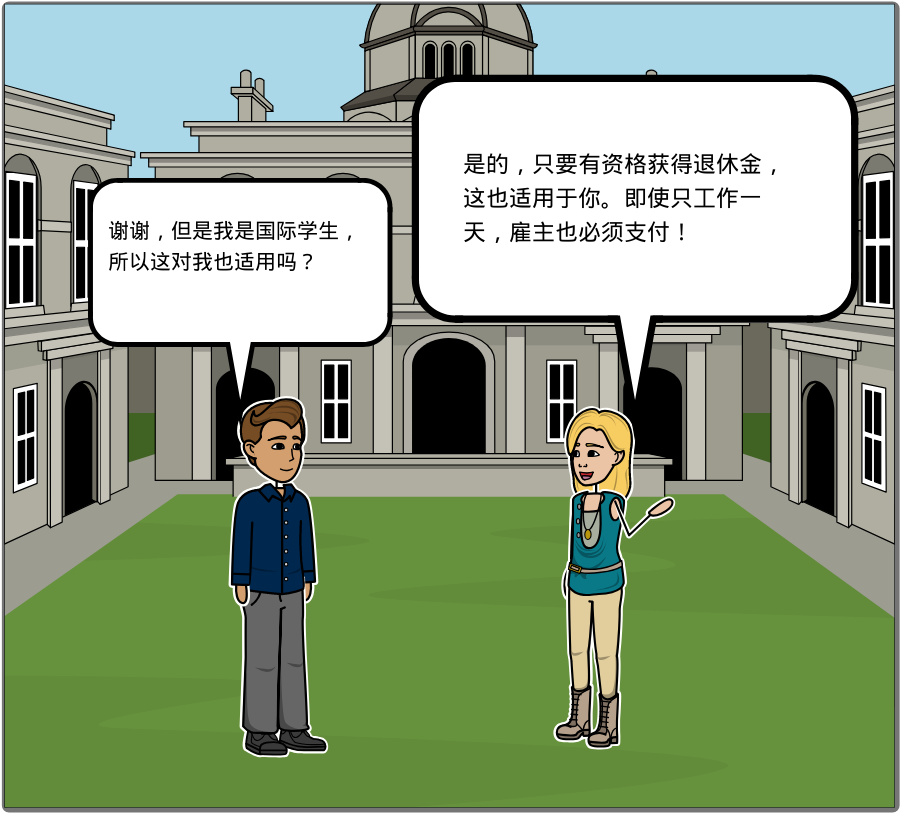 谢谢，但是我是国际学生，
所以这对我也适用吗？
是的，只要有资格获得退休金，
这也适用于你。即使只工作一
天，雇主也必须支付！